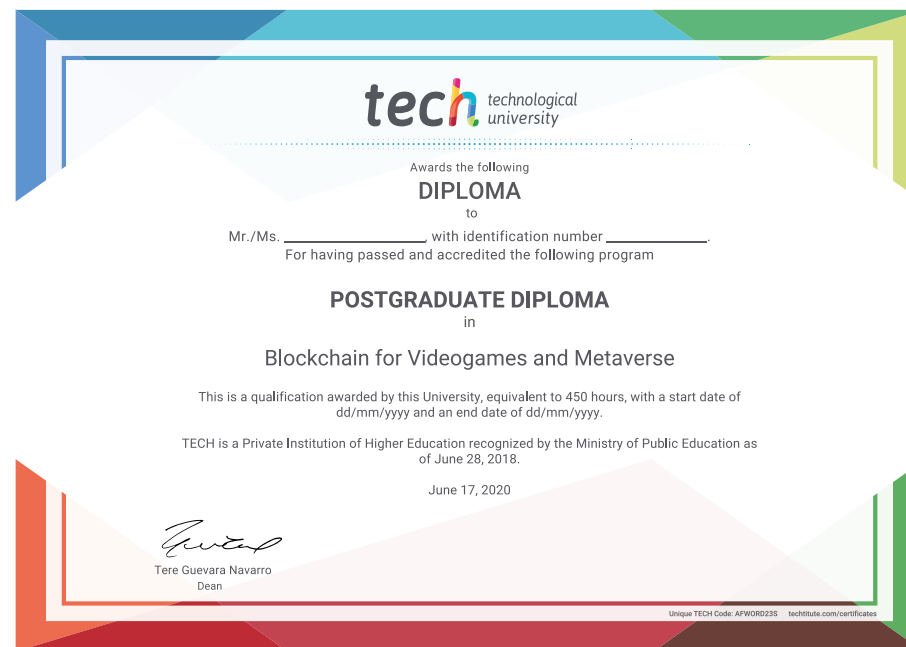 tech technological
university
Awards the following
DIPLOMA
to
Mr./Ms. ____________________, with identification number ______________.
For having passed and accredited the following program
POSTGRADUATE DIPLOMA
in
Blockchain for Videogames and Metaverse
This is a qualification awarded by this University, equivalent to 450 hours, with a start date of
dd/mm/yyyy and an end date of dd/mm/yyyy.
TECH is a Private Institution of Higher Education recognized by the Ministry of Public Education as
of June 28, 2018.
June 17, 2020
Tere Guevara Navarro
Dean
Unique TECH Code: AFWORD23S techtitute.com/certificates